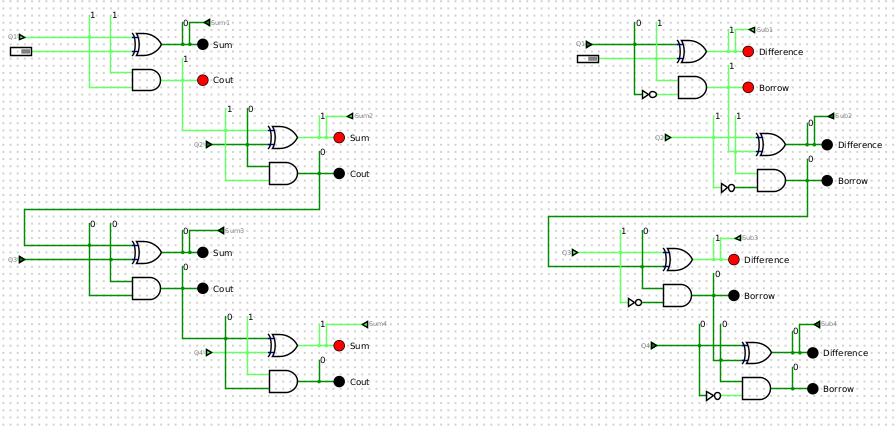 1 1 0 Sum1
Q1 Sum
1
Cout
1 0 1 Sum2
Q2 Sum
0
Cout
0 0 0 Sum3
Q3 Sum
0
Cout
0 1 1 Sum4
Q4 Sum
0
Cout
0 1 1 Sub1
Q1 Difference
1
Borrow
1 1 0 Sub2
Q2 Difference
0
Borrow
1 0 1 Sub3
Q3 Difference
0
Borrow
0 0 0 Sub4
Q4 Difference
0
Borrow